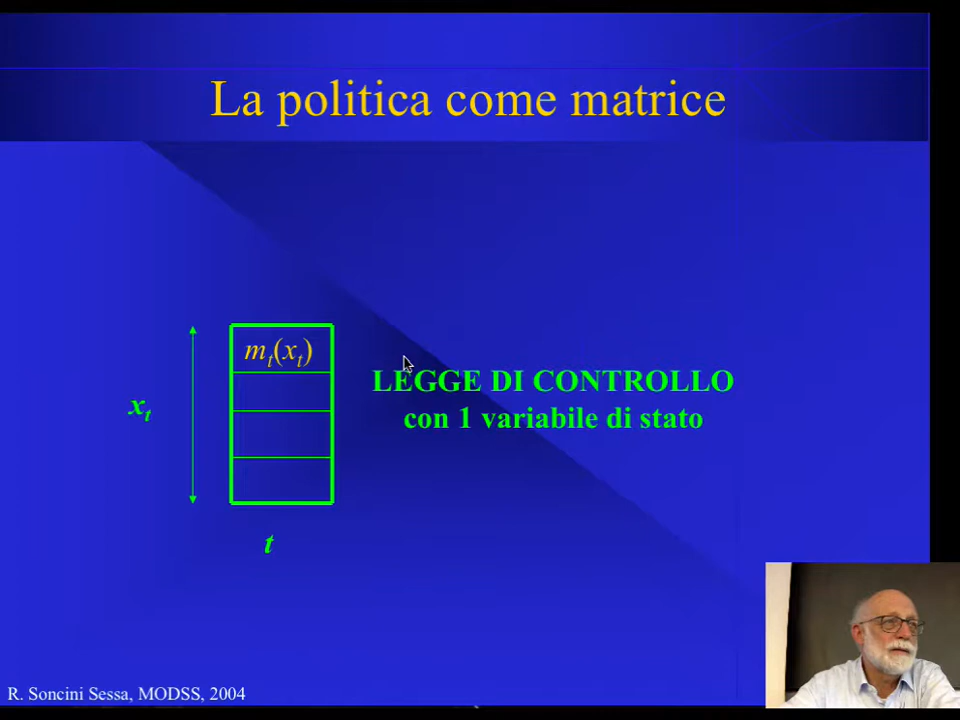 La politica come matrice
mt(xt)
xt
LEGGE DI CONTROLLO
con 1 variabile di stato
t
R. Soncini Sessa, MODSS, 2004